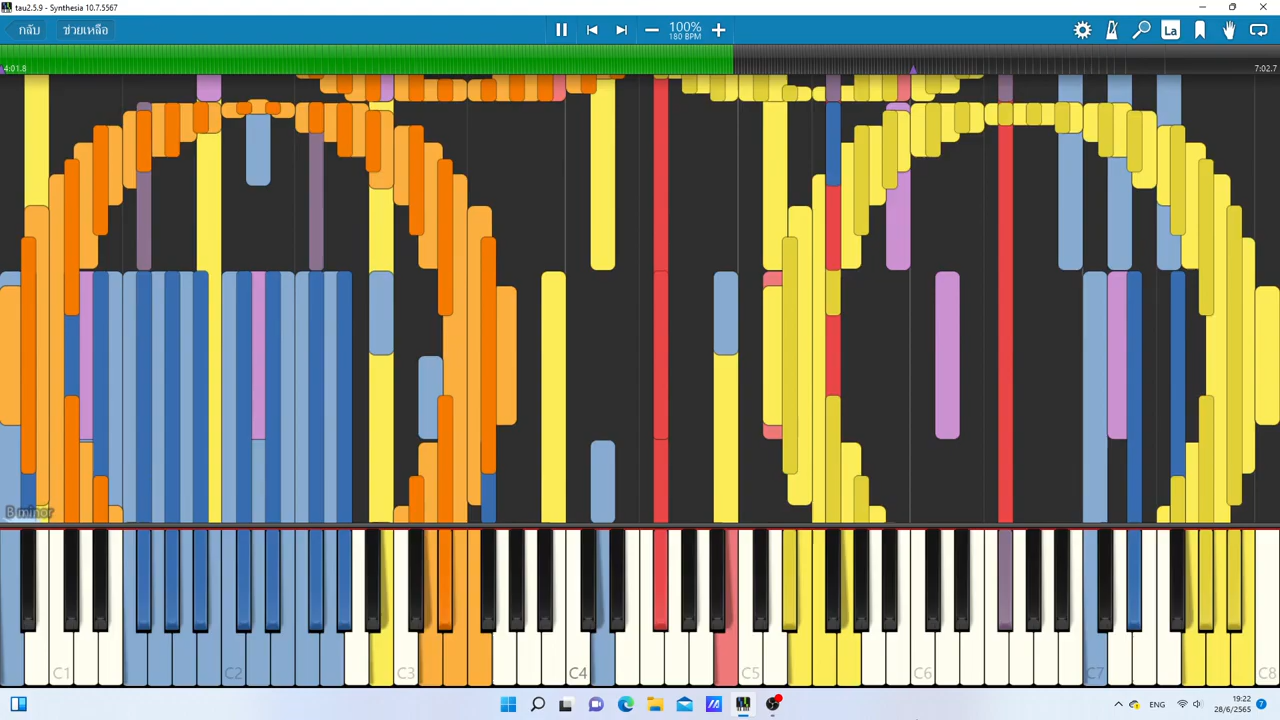 tau2.5.9 - Synthesia 10.7.5567
กลับ
ช่วยเหลือ
100%
180 BPM
La
4:01.8
7:02.7
B minor
C1
C2
C3
C4
C5
C6
C7
C8
ENG
19:22
28/6/2565
7